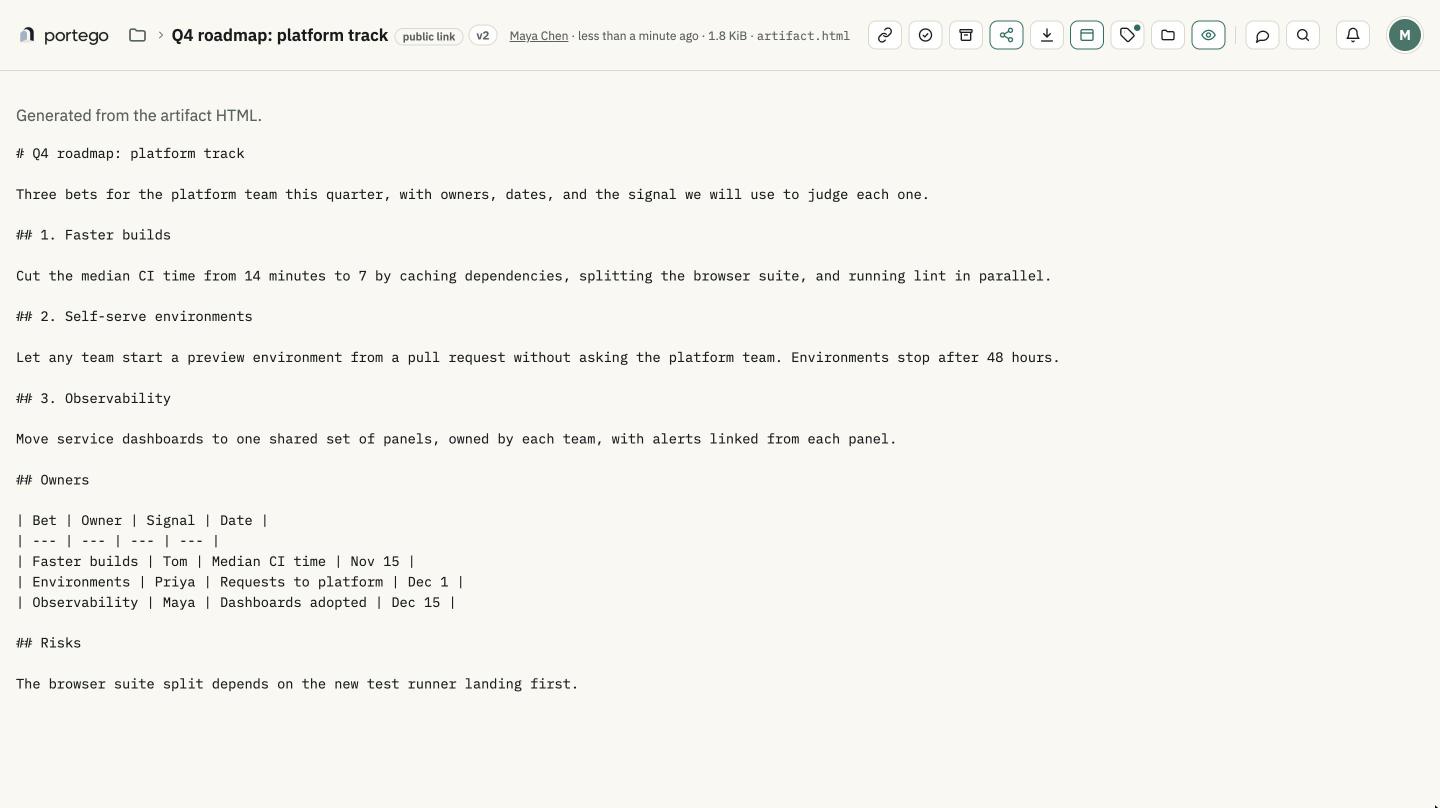 portego
Q4 roadmap: platform track
public link
v2
Maya Chen · less than a minute ago · 1.8 KiB · artifact.html
M
Generated from the artifact HTML.
# Q4 roadmap: platform track
Three bets for the platform team this quarter, with owners, dates, and the signal we will use to judge each one.
## 1. Faster builds
Cut the median CI time from 14 minutes to 7 by caching dependencies, splitting the browser suite, and running lint in parallel.
## 2. Self-serve environments
Let any team start a preview environment from a pull request without asking the platform team. Environments stop after 48 hours.
## 3. Observability
Move service dashboards to one shared set of panels, owned by each team, with alerts linked from each panel.
## Owners
| Bet | Owner | Signal | Date |
| --- | --- | --- | --- |
| Faster builds | Tom | Median CI time | Nov 15 |
| Environments | Priya | Requests to platform | Dec 1 |
| Observability | Maya | Dashboards adopted | Dec 15 |
## Risks
The browser suite split depends on the new test runner landing first.